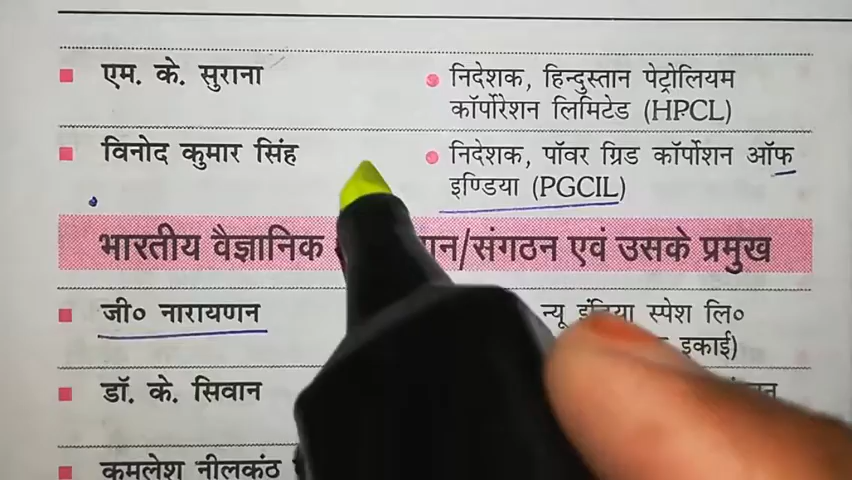 एम. के. सुराना
निदेशक, हिन्दुस्तान पेट्रोलियम
कॉर्पोरेशन लिमिटेड (HPCL)
विनोद कुमार सिंह
निदेशक, पॉवर ग्रिड कॉर्पोशन ऑफ
इण्डिया (PGCIL)
भारतीय वैज्ञानिक /संगठन एवं उसके प्रमुख
जी० नारायणन
न्यू इंडिया स्पेश लि०
इकाई)
डॉ. के. सिवान
कमलेश नीलकंठ